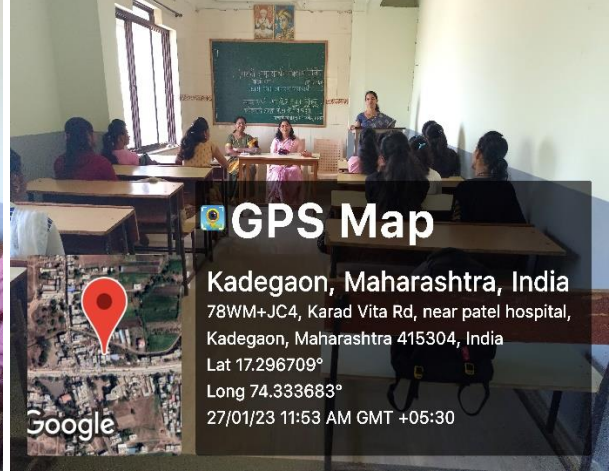 GPS Map
Kadegaon, Maharashtra, India
78WM+JC4, Karad Vita Rd, near patel hospital,
Kadegaon, Maharashtra 415304, India
Lat 17.296709°
Long 74.333683°
27/01/23 11:53 AM GMT +05:30
Google